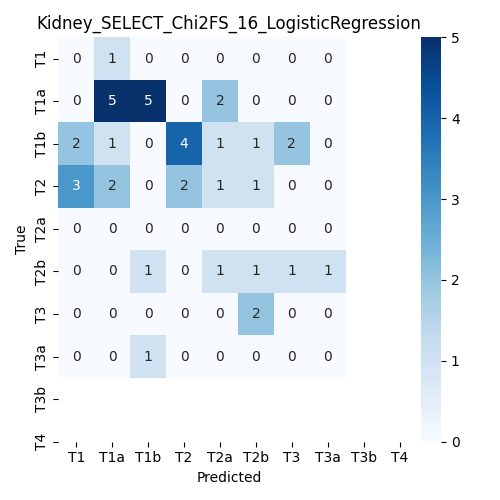 Kidney_SELECT_Chi2FS_16_LogisticRegression
T1 0 1 0 0 0 0 0 0
T1a 0 5 5 0 2 0 0 0
T1b 2 1 0 4 1 1 2 0
T2 3 2 0 2 1 1 0 0
T2a 0 0 0 0 0 0 0 0
T2b 0 0 1 0 1 1 1 1
T3 0 0 0 0 0 2 0 0
T3a 0 0 1 0 0 0 0 0
T3b
T4
T1 T1a T1b T2 T2a T2b T3 T3a T3b T4
Predicted
True
5
4
3
2
1
0